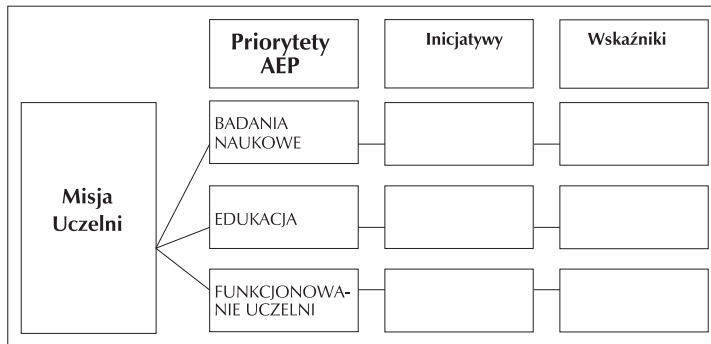 Priorytety
AEP
Inicjatywy
Wskaźniki
Misja
Uczelni
BADANIA
NAUKOWE
EDUKACJA
FUNKCJONOWA-
NIE UCZELNI